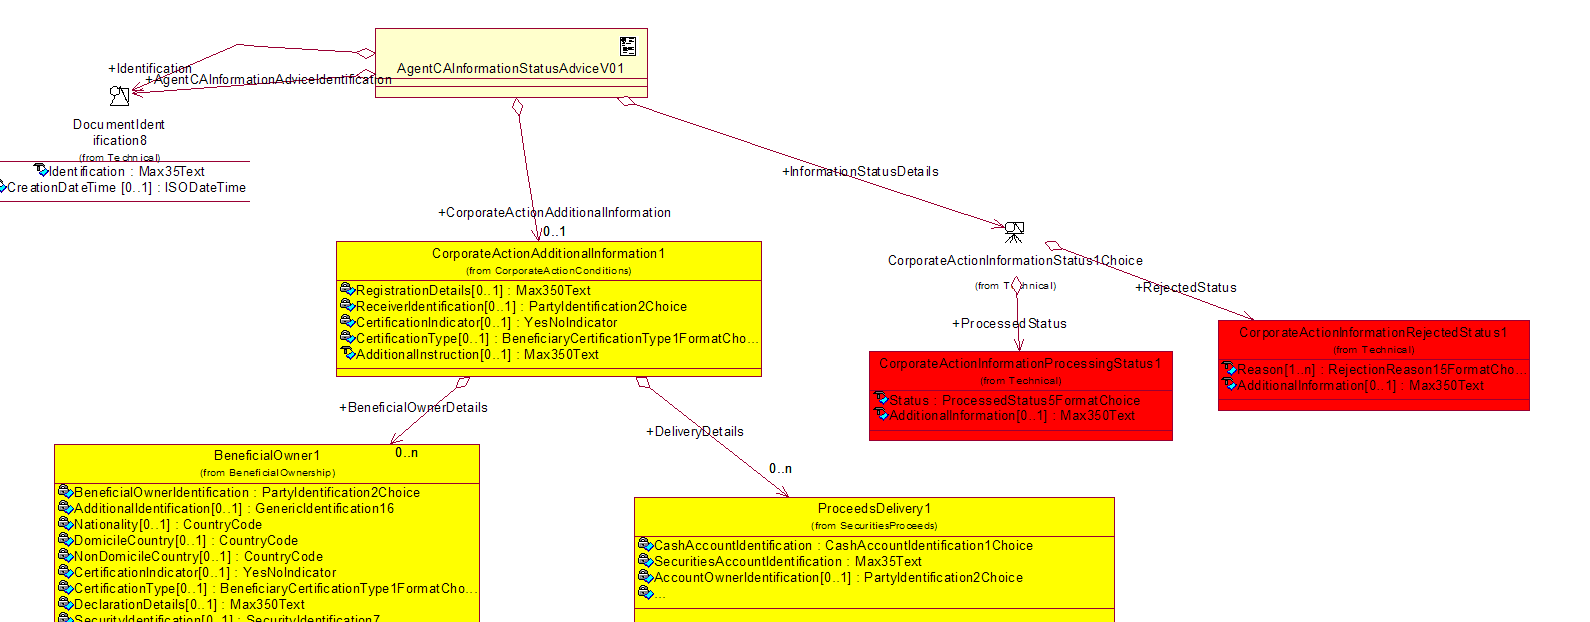 AgentCAInformationStatusAdviceV01
+Identification
+AgentCAInformationAdviceIdentification
DocumentIdent
ification8
(from Technical)
Identification : Max35Text
CreationDateTime [0..1] : ISODateTime
+InformationStatusDetails
+CorporateActionAdditionalInformation
0..1
CorporateActionAdditionalInformation1
(from CorporateActionConditions)
RegistrationDetails[0..1] : Max350Text
ReceiverIdentification[0..1] : PartyIdentification2Choice
CertificationIndicator[0..1] : YesNoIndicator
CertificationType[0..1] : BeneficiaryCertificationType1FormatCho...
AdditionalInstruction[0..1] : Max350Text
CorporateActionInformationStatus1Choice
(from Technical)
+RejectedStatus
+ProcessedStatus
CorporateActionInformationRejectedStatus1
(from Technical)
Reason[1..n] : RejectionReason15FormatCho...
AdditionalInformation[0..1] : Max350Text
CorporateActionInformationProcessingStatus1
(from Technical)
Status : ProcessedStatus5FormatChoice
AdditionalInformation[0..1] : Max350Text
+BeneficialOwnerDetails
0..n
+DeliveryDetails
0..n
BeneficialOwner1
(from BeneficialOwnership)
BeneficialOwnerIdentification : PartyIdentification2Choice
AdditionalIdentification[0..1] : GenericIdentification16
Nationality[0..1] : CountryCode
DomicileCountry[0..1] : CountryCode
NonDomicileCountry[0..1] : CountryCode
CertificationIndicator[0..1] : YesNoIndicator
CertificationType[0..1] : BeneficiaryCertificationType1FormatCho...
DeclarationDetails[0..1] : Max350Text
SecurityIdentification[0..1] : SecurityIdentification7
ProceedsDelivery1
(from SecuritiesProceeds)
CashAccountIdentification : CashAccountIdentification1Choice
SecuritiesAccountIdentification : Max35Text
AccountOwnerIdentification[0..1] : PartyIdentification2Choice
...